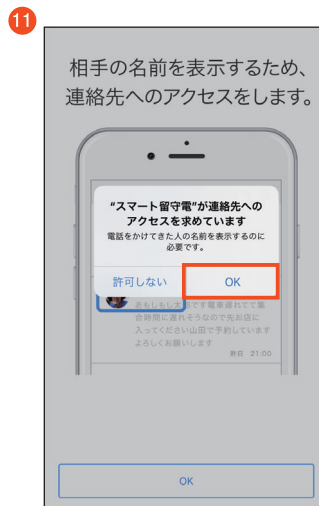 11
相手の名前を表示するため、
連絡先へのアクセスをします。
"スマート留守電"が連絡先への
アクセスを求めています
電話をかけてきた人の名前を表示するのに
必要です。
許可しない
OK
おもしもし太郎です電車遅れてて集
合時間に遅れそうなので先お店に
入ってください山田で予約しています
よろしくお願いします
昨日 21:00
OK